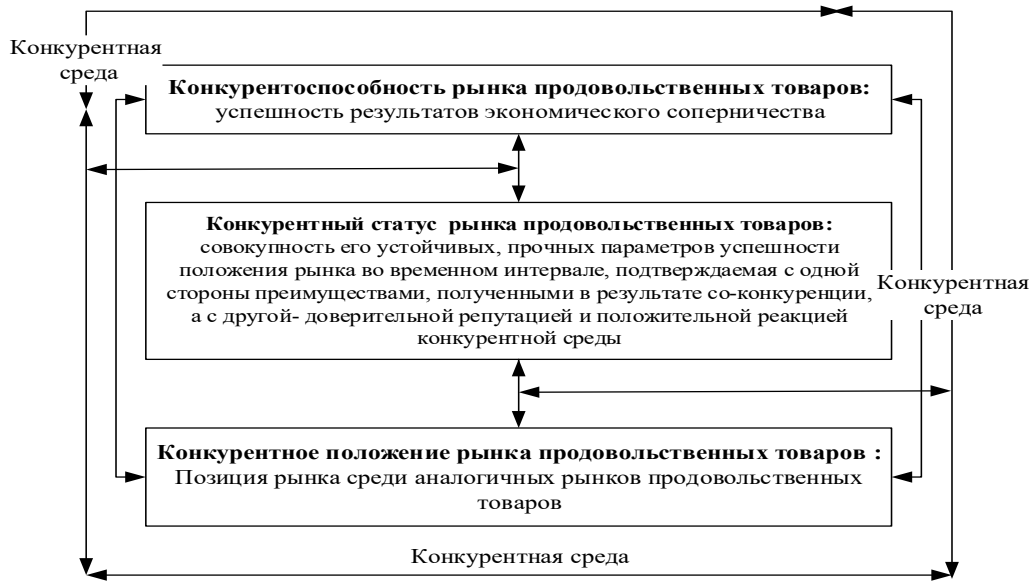 Конкурентная
среда
Конкурентоспособность рынка продовольственных товаров:
успешность результатов экономического соперничества
Конкурентный статус рынка продовольственных товаров:
совокупность его устойчивых, прочных параметров успешности
положения рынка во временном интервале, подтверждаемая с одной
стороны преимуществами, полученными в результате со-конкуренции,
а с другой- доверительной репутацией и положительной реакцией
конкурентной среды
Конкурентная
среда
Конкурентное положение рынка продовольственных товаров :
Позиция рынка среди аналогичных рынков продовольственных
товаров
Конкурентная среда